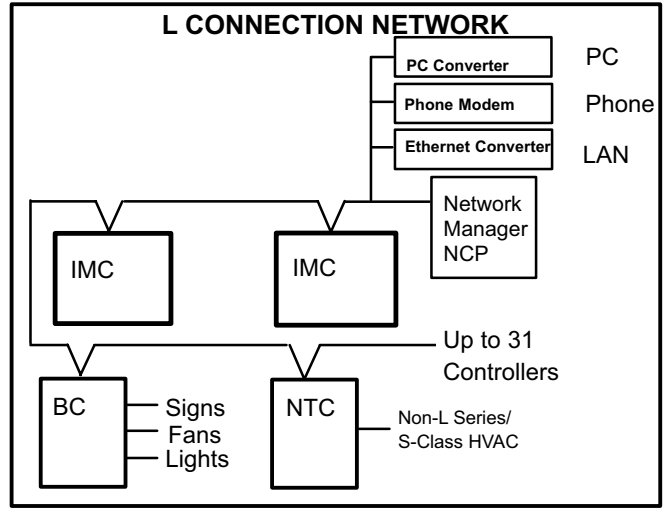 L CONNECTION NETWORK
PC Converter
PC
Phone Modem
Phone
Ethernet Converter
LAN
Network
Manager
NCP
IMC
IMC
Up to 31
Controllers
BC
Signs
Fans
Lights
NTC
Non-L Series/
S-Class HVAC